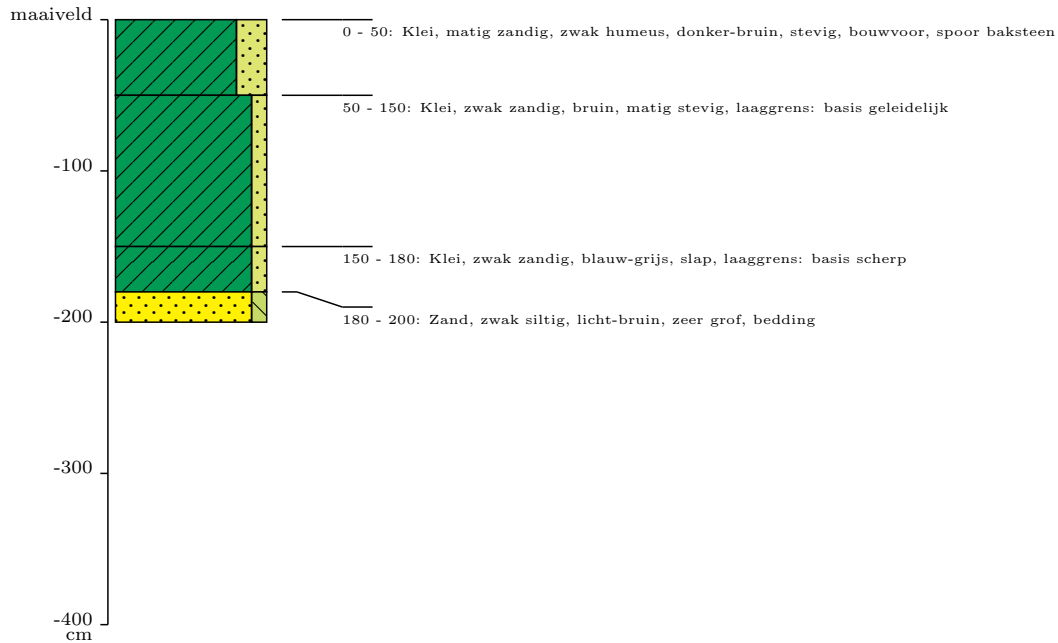 maaiveld
0 - 50: Klei, matig zandig, zwak humeus, donker-bruin, stevig, bouwvoor, spoor baksteen
50 - 150: Klei, zwak zandig, bruin, matig stevig, laaggrens: basis geleidelijk
-100
150 - 180: Klei, zwak zandig, blauw-grijs, slap, laaggrens: basis scherp
-200
180 - 200: Zand, zwak siltig, licht-bruin, zeer grof, bedding
-300
-400
cm